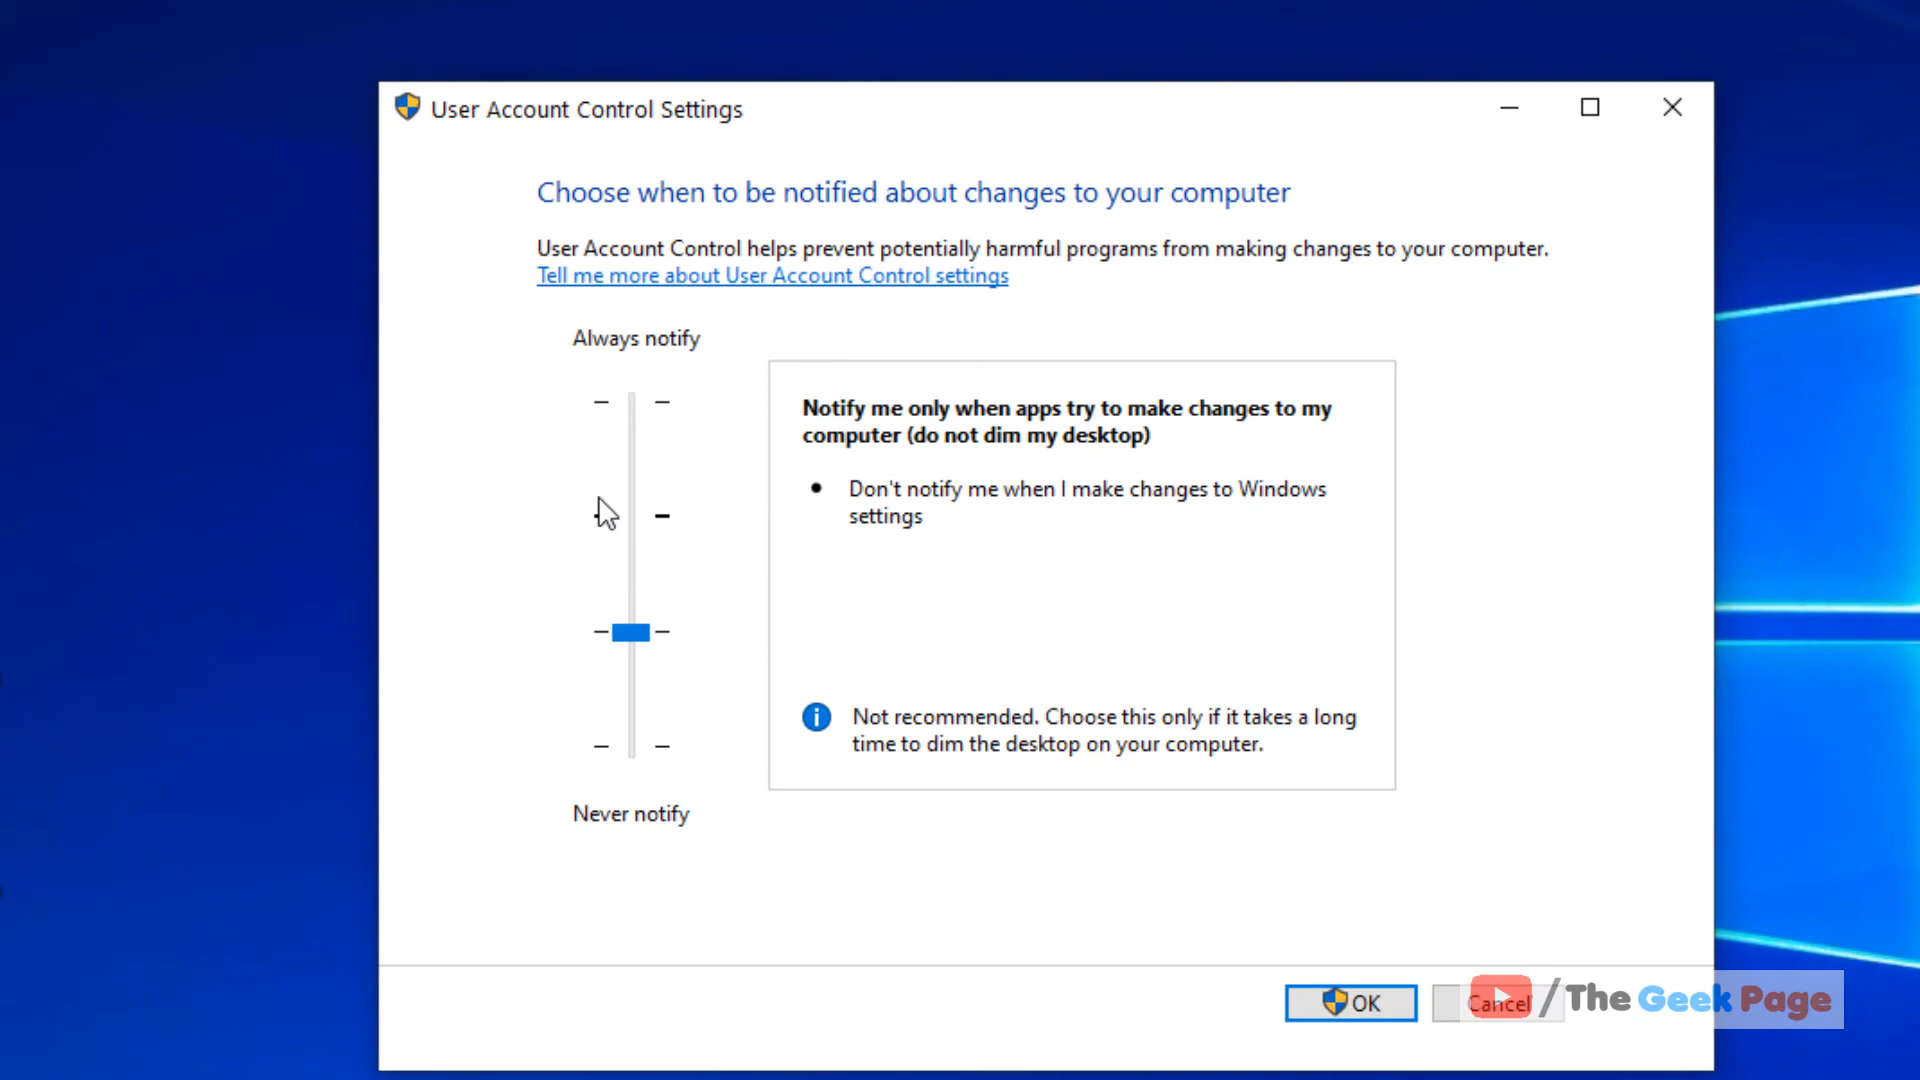 User Account Control Settings
Choose when to be notified about changes to your computer
User Account Control helps prevent potentially harmful programs from making changes to your computer.
Tell me more about User Account Control settings
Always notify
Notify me only when apps try to make changes to my
computer (do not dim my desktop)
Don't notify me when I make changes to Windows
settings
Not recommended. Choose this only if it takes a long
time to dim the desktop on your computer.
Never notify
OK
Cancel
/The Geek Page